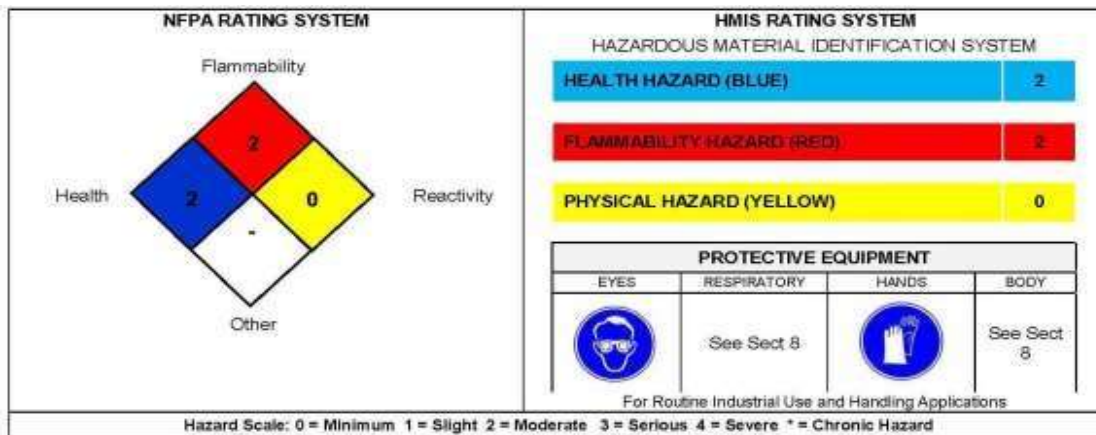 NFPA RATING SYSTEM
Flammability
2
Health
2
0
Reactivity
-
Other
HMIS RATING SYSTEM
HAZARDOUS MATERIAL IDENTIFICATION SYSTEM
HEALTH HAZARD (BLUE) 2
FLAMMABILITY HAZARD (RED) 2
PHYSICAL HAZARD (YELLOW) 0
PROTECTIVE EQUIPMENT
EYES RESPIRATORY HANDS BODY
See Sect 8
See Sect
8
For Routine Industrial Use and Handling Applications
Hazard Scale: 0 = Minimum 1 = Slight 2 = Moderate 3 = Serious 4 = Severe * = Chronic Hazard